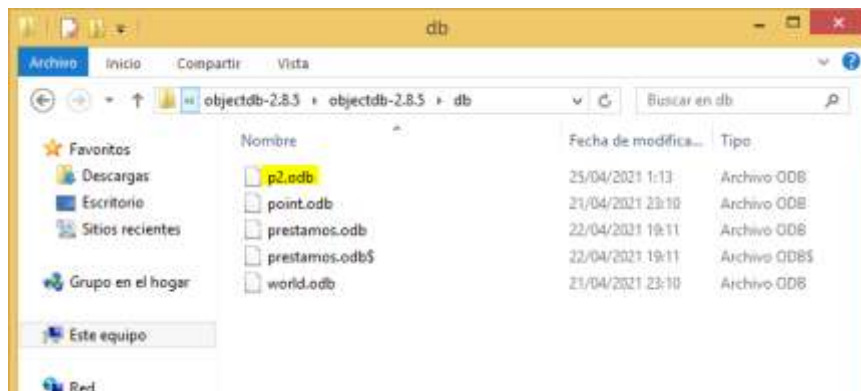 db
Archivo Inicio Compartir Vista
objectdb-2.8.5 objectdb-2.8.5 db Buscar en db
Nombre Fecha de modifica... Tipo
Favoritos
Descargas
Escritorio
Sitios recientes
Grupo en el hogar
Este equipo
Red
p2.odb 25/04/2021 1:13 Archivo ODB
point.odb 21/04/2021 23:10 Archivo ODB
prestamos.odb 22/04/2021 19:11 Archivo ODB
prestamos.odb$ 22/04/2021 19:11 Archivo ODB$
world.odb 21/04/2021 23:10 Archivo ODB